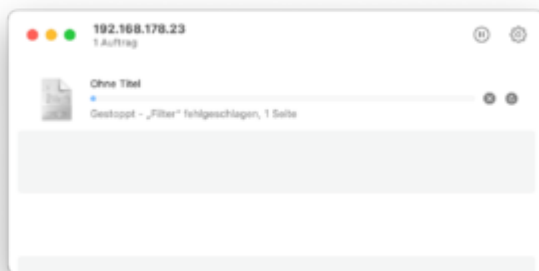 192.168.178.23
1 Auftrag
Ohne Titel
Gestoppt - „Filter" fehlgeschlagen, 1 Seite